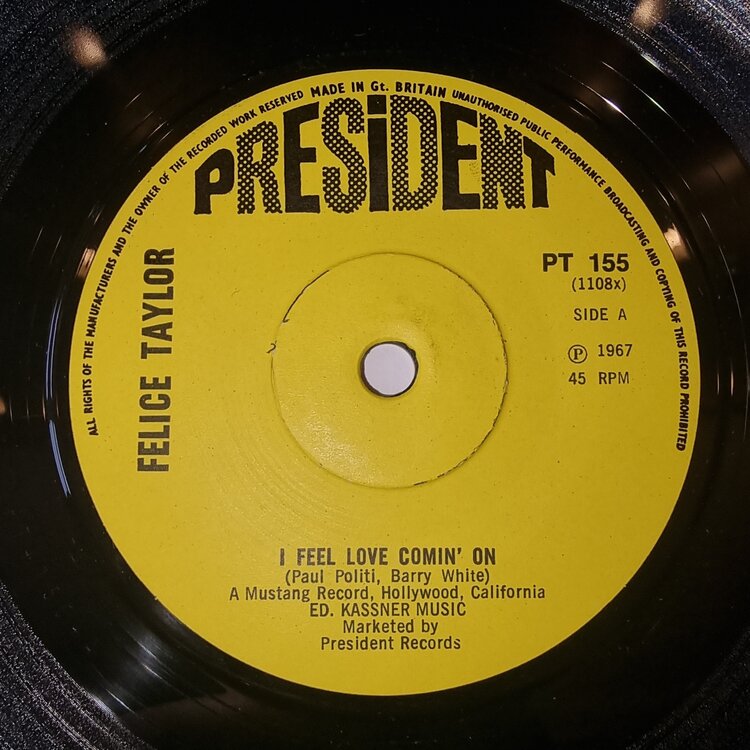 ALL RIGHTS OF THE MANUFACTURERS AND THE OWNER OF THE RECORDED WORK RESERVED MADE IN Gt. BRITAIN UNAUTHORISED PUBLIC PERFORMANCE BROADCASTING AND COPYING OF THIS RECORD PROHIBITED
PRESiDENT
FELICE TAYLOR
PT 155
(1108x)
SIDE A
℗ 1967
45 RPM
I FEEL LOVE COMIN' ON
(Paul Politi, Barry White)
A Mustang Record, Hollywood, California
ED. KASSNER MUSIC
Marketed by
President Records